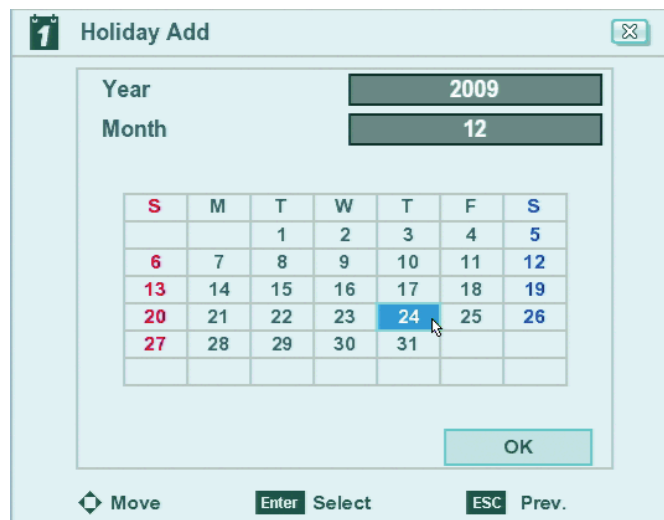 1 Holiday Add
Year 2009
Month 12
S M T W T F S
1 2 3 4 5
6 7 8 9 10 11 12
13 14 15 16 17 18 19
20 21 22 23 24 25 26
27 28 29 30 31
OK
Move Enter Select ESC Prev.